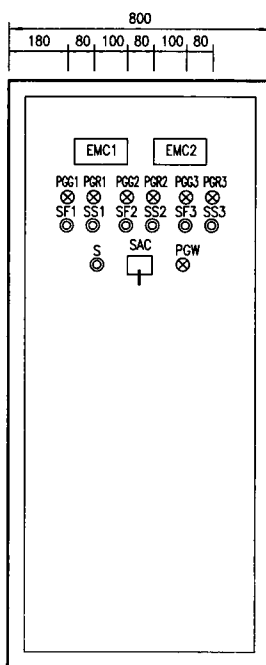 800
180 80 100 80 100 80
EMC1 EMC2
PGG1 PGR1 PGG2 PGR2 PGG3 PGR3
SF1 SS1 SF2 SS2 SF3 SS3
S SAC PGW